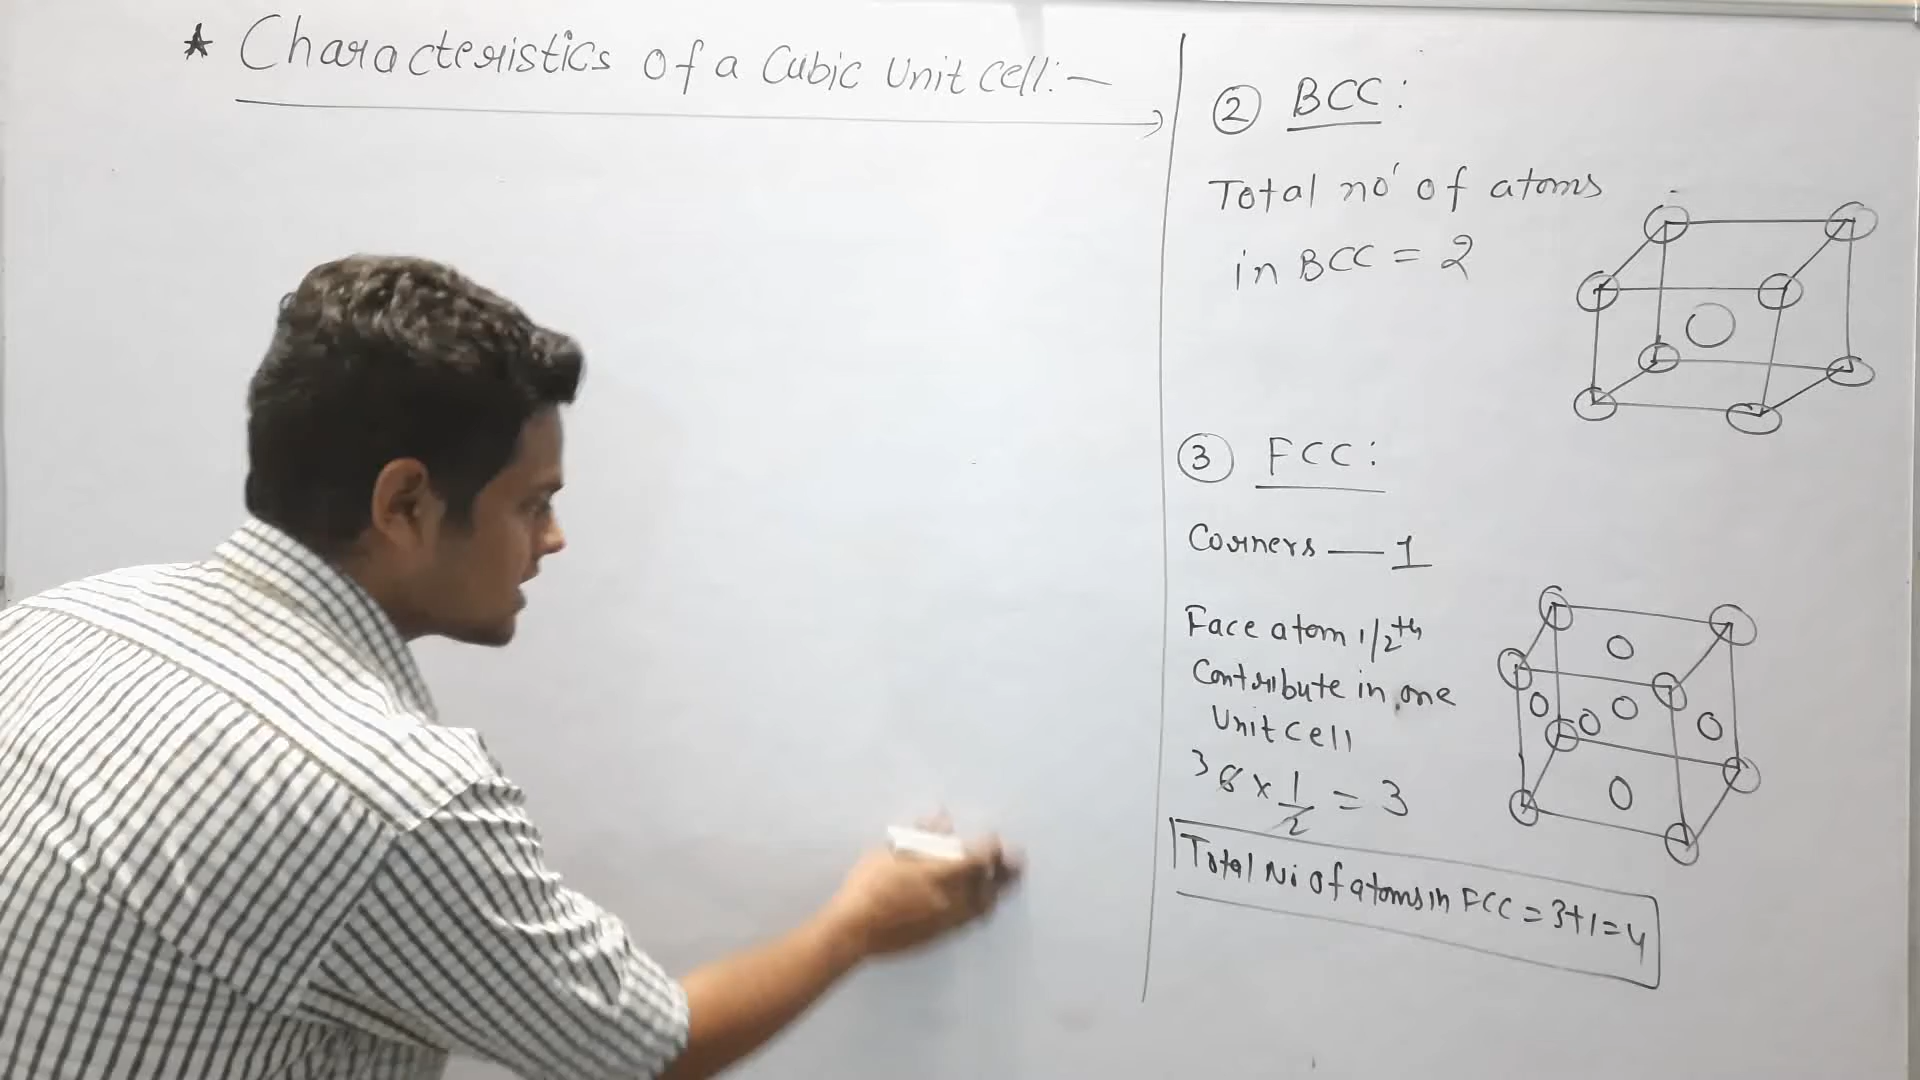 ★ Characteristics of a Cubic Unit Cell:—
② BCC:
Total no' of atoms
in BCC = 2
③ FCC:
Corners — 1
Face atom 1/2th
Contribute in one
Unit Cell
3 6 × 1/2 = 3
Total No of atoms in FCC = 3+1=4